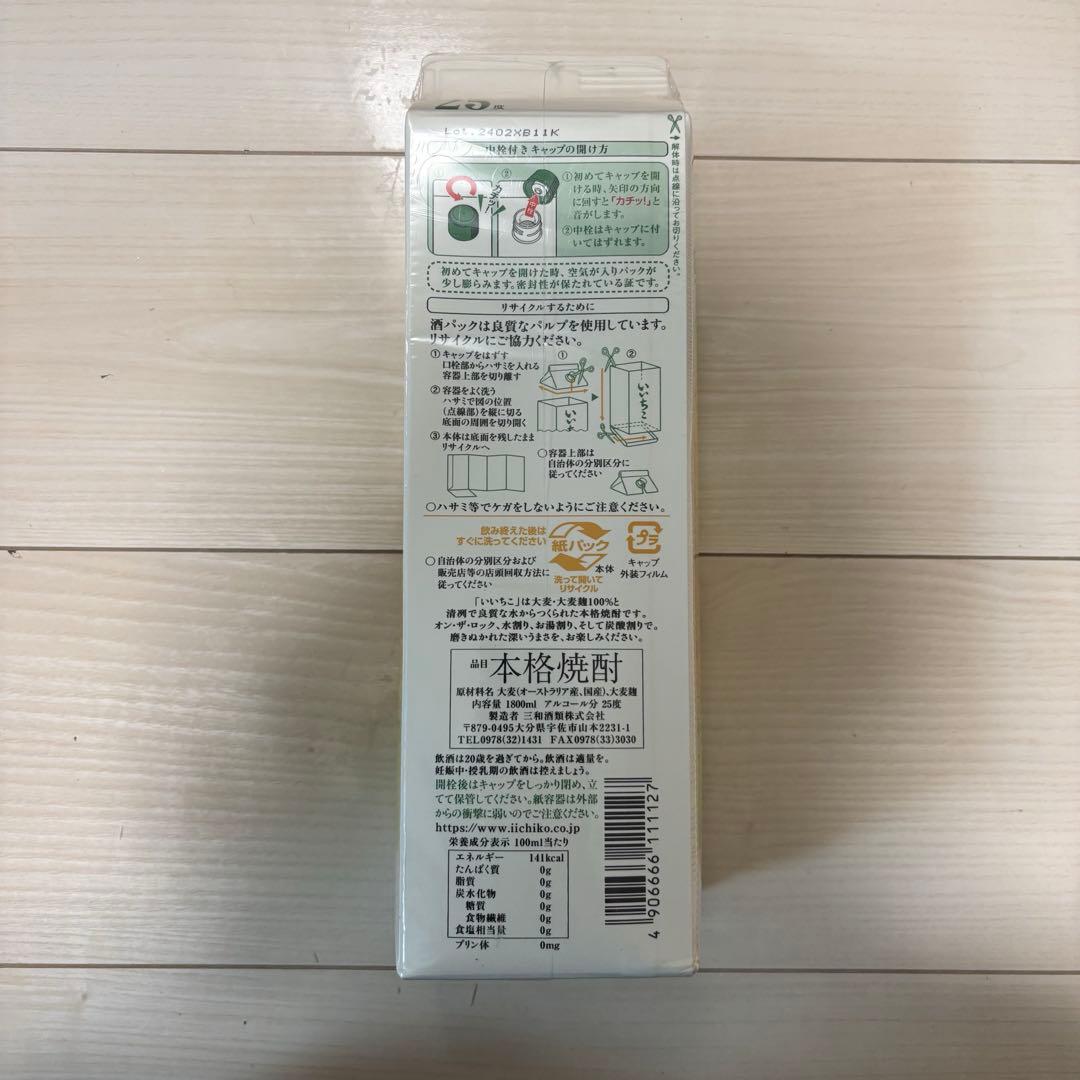 25度
Lot.2402XB11K
中栓付きキャップの開け方
①
②
カチッ!
①初めてキャップを開
ける時、矢印の方向
に回すと「カチッ!」と
音がします。
②中栓はキャップに付
いてはずれます。
解体時は点線に沿ってお切りください。
初めてキャップを開けた時、空気が入りパックが
少し膨らみます。密封性が保たれている証です。
リサイクルするために
酒パックは良質なパルプを使用しています。
リサイクルにご協力ください。
①キャップをはずす
口栓部からハサミを入れる
容器上部を切り離す
②容器をよく洗う
ハサミで図の位置
(点線部)を縦に切る
底面の周囲を切り開く
③本体は底面を残したまま
リサイクルへ
①
②
いいちこ
○容器上部は
自治体の分別区分に
従ってください
○ハサミ等でケガをしないようにご注意ください。
飲み終えた後は
すぐに洗ってください
紙パック
本体
洗って開いて
リサイクル
プラ
キャップ
外装フィルム
○自治体の分別区分および
販売店等の店頭回収方法に
従ってください
「いいちこ」は大麦・大麦麹100%と
清冽で良質な水からつくられた本格焼酎です。
オン・ザ・ロック、水割り、お湯割り、そして炭酸割りで。
磨きぬかれた深いうまさを、お楽しみください。
品目 本格焼酎
原材料名 大麦(オーストラリア産、国産)、大麦麹
内容量 1800ml アルコール分 25度
製造者 三和酒類株式会社
〒879-0495大分県宇佐市山本2231-1
TEL0978(32)1431 FAX0978(33)3030
飲酒は20歳を過ぎてから。飲酒は適量を。
妊娠中・授乳期の飲酒は控えましょう。
開栓後はキャップをしっかり閉め、立
てて保管してください。紙容器は外部
からの衝撃に弱いのでご注意ください。
https://www.iichiko.co.jp
栄養成分表示 100ml当たり
エネルギー 141kcal
たんぱく質 0g
脂質 0g
炭水化物 0g
糖質 0g
食物繊維 0g
食塩相当量 0g
プリン体 0mg
4 906666 111127